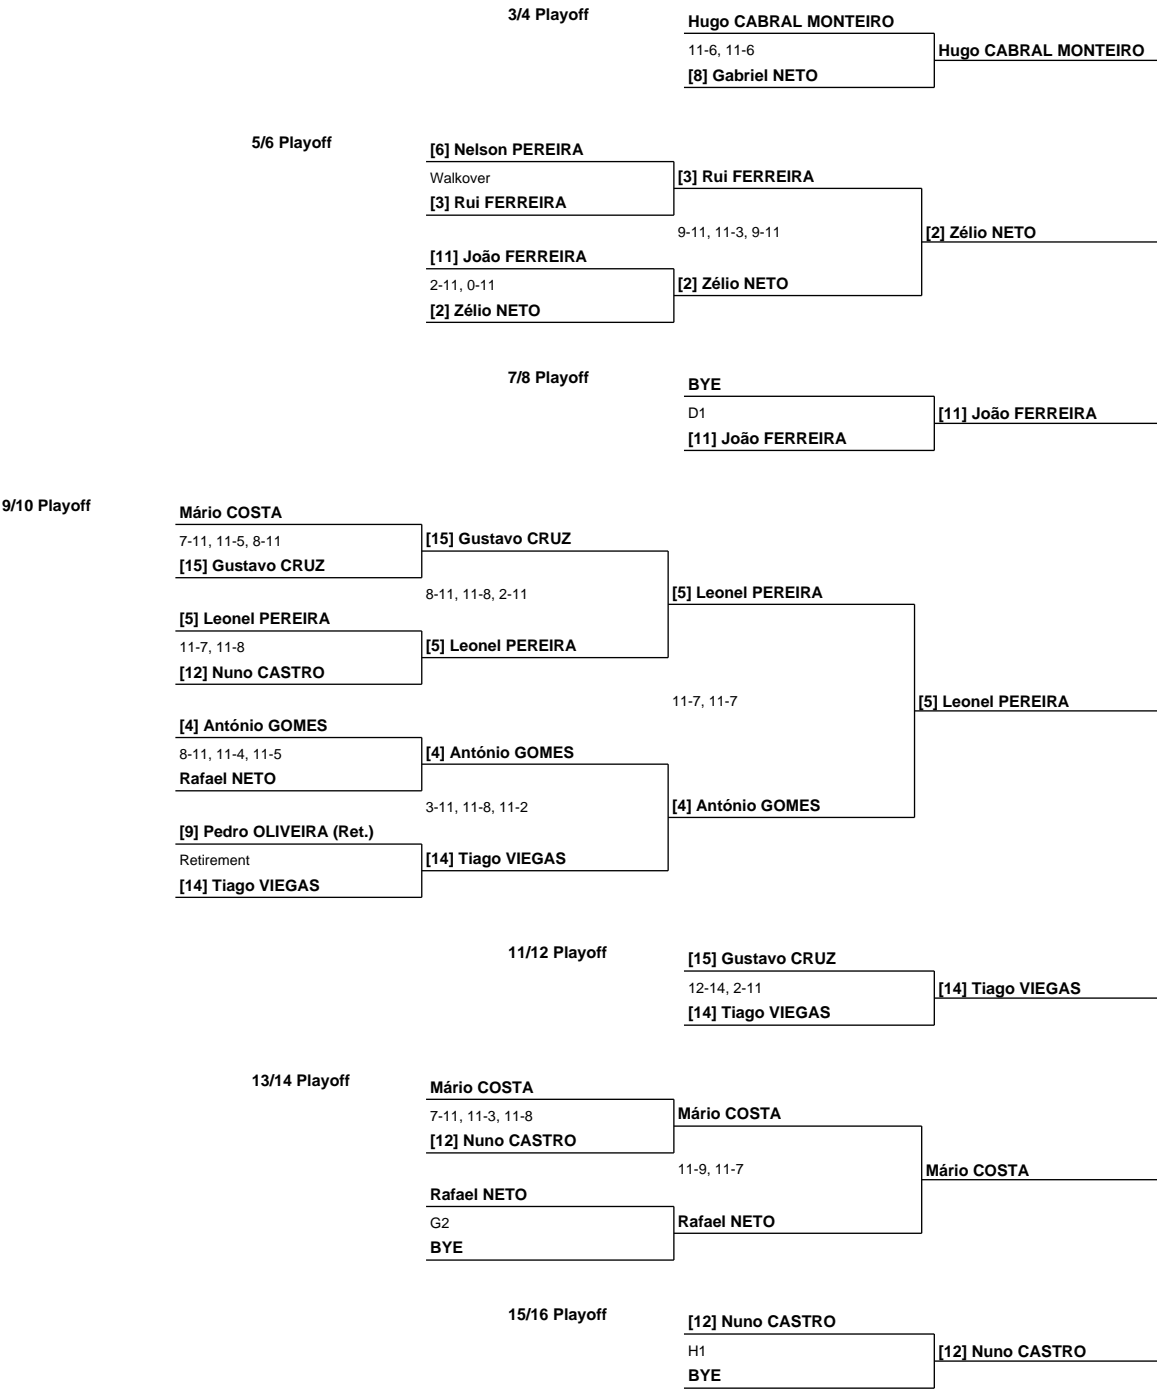 3/4 Playoff
Hugo CABRAL MONTEIRO
11-6, 11-6
Hugo CABRAL MONTEIRO
[8] Gabriel NETO
5/6 Playoff
[6] Nelson PEREIRA
Walkover
[3] Rui FERREIRA
[3] Rui FERREIRA
9-11, 11-3, 9-11
[2] Zélio NETO
[11] João FERREIRA
2-11, 0-11
[2] Zélio NETO
[2] Zélio NETO
7/8 Playoff
BYE
D1
[11] João FERREIRA
[11] João FERREIRA
9/10 Playoff
Mário COSTA
7-11, 11-5, 8-11
[15] Gustavo CRUZ
[15] Gustavo CRUZ
8-11, 11-8, 2-11
[5] Leonel PEREIRA
[5] Leonel PEREIRA
11-7, 11-8
[5] Leonel PEREIRA
[12] Nuno CASTRO
11-7, 11-7
[5] Leonel PEREIRA
[4] António GOMES
8-11, 11-4, 11-5
[4] António GOMES
Rafael NETO
3-11, 11-8, 11-2
[4] António GOMES
[9] Pedro OLIVEIRA (Ret.)
Retirement
[14] Tiago VIEGAS
[14] Tiago VIEGAS
11/12 Playoff
[15] Gustavo CRUZ
12-14, 2-11
[14] Tiago VIEGAS
[14] Tiago VIEGAS
13/14 Playoff
Mário COSTA
7-11, 11-3, 11-8
Mário COSTA
[12] Nuno CASTRO
11-9, 11-7
Mário COSTA
Rafael NETO
G2
Rafael NETO
BYE
15/16 Playoff
[12] Nuno CASTRO
H1
[12] Nuno CASTRO
BYE